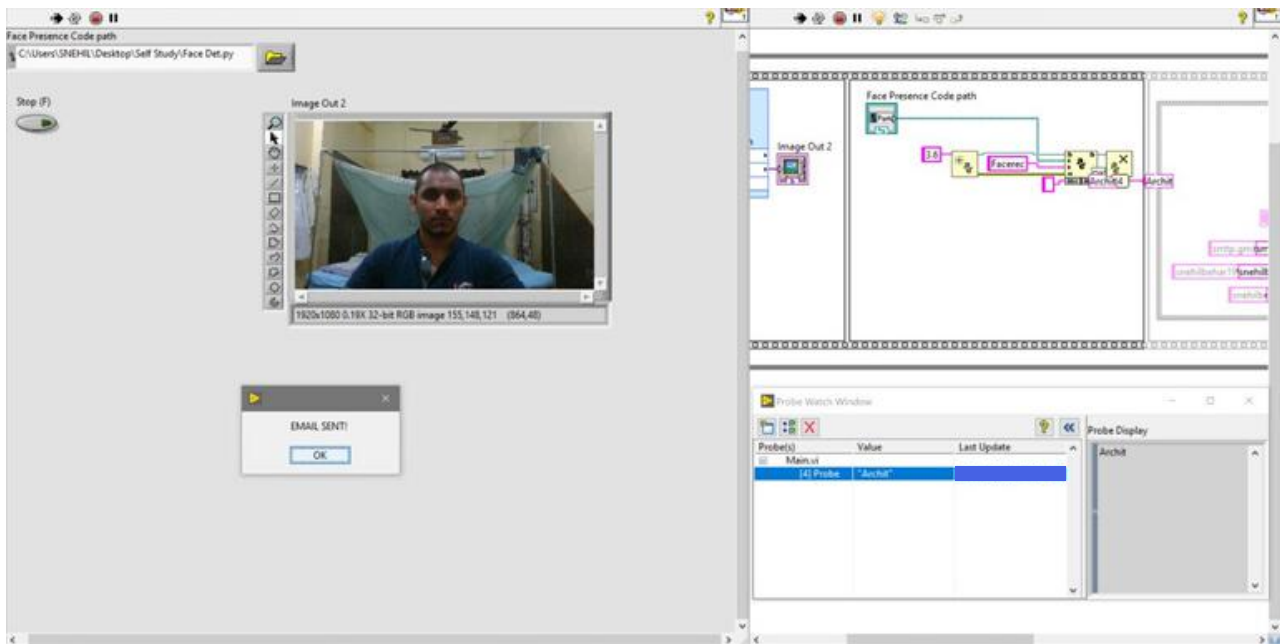 Face Presence Code path
C:\Users\SNEHIL\Desktop\Self Study\Face Det.py
Stop (F)
Image Out 2
1920x1080 0.19X 32-bit RGB image 155,148,121 (864,48)
EMAIL SENT!
OK
Face Presence Code path
Image Out 2
3.6
Facerec
Archit
Archit
Probe Watch Window
Probe(s) Value Last Update
Main.vi
[4] Probe "Archit"
Probe Display
Archit